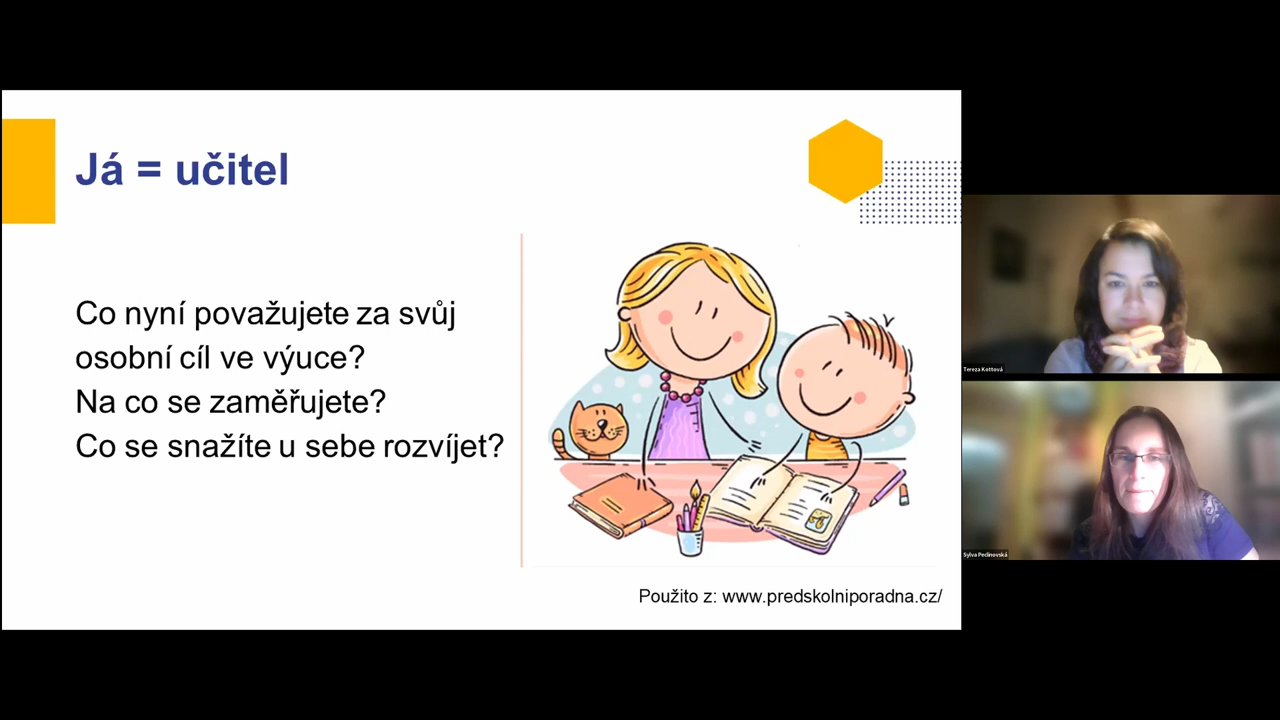 Já = učitel
Co nyní považujete za svůj
osobní cíl ve výuce?
Na co se zaměřujete?
Co se snažíte u sebe rozvíjet?
Použito z: www.predskolniporadna.cz/
Tereza Kottová
Sylva Pecinovská